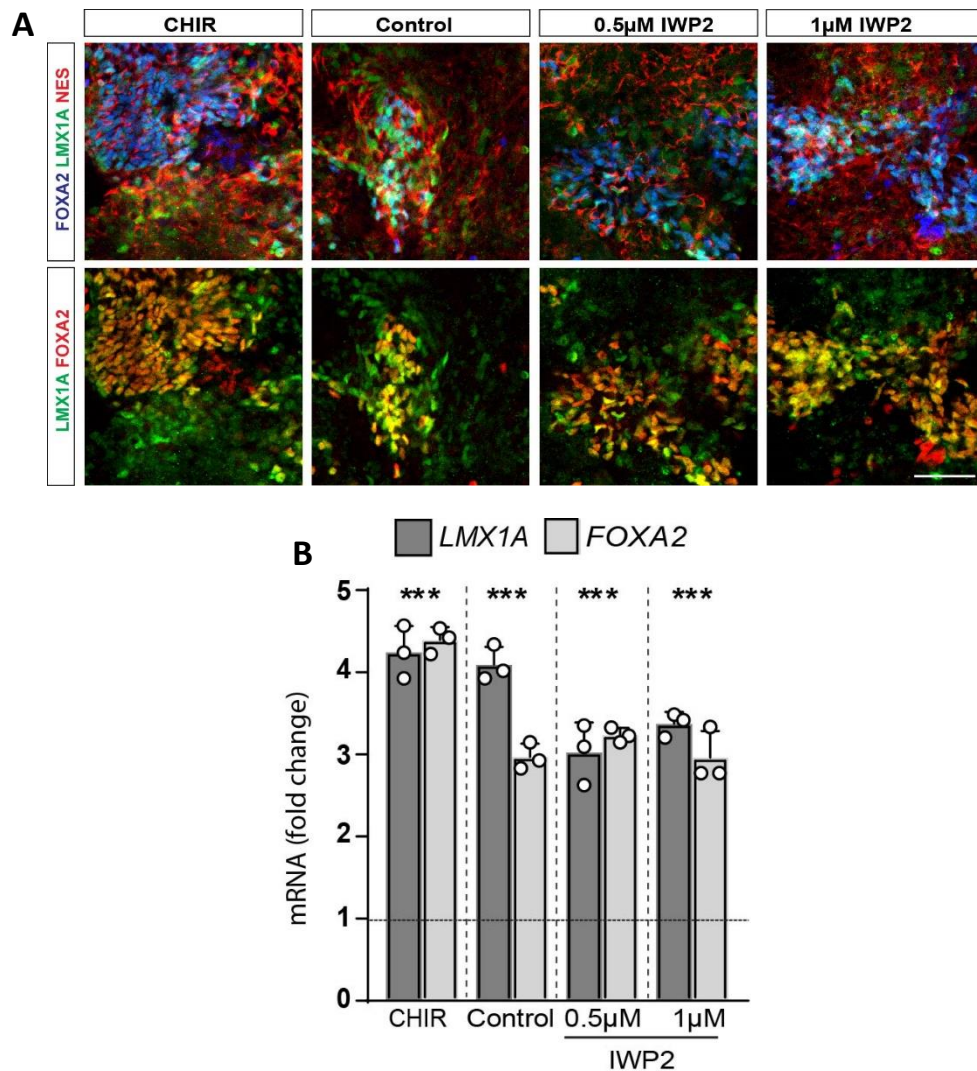 A
CHIR Control 0.5µM IWP2 1µM IWP2
FOXA2 LMX1A NES
LMX1A FOXA2
B
LMX1A FOXA2
mRNA (fold change)
5
4
3
2
1
0
*** *** *** ***
CHIR Control 0.5µM 1µM
IWP2